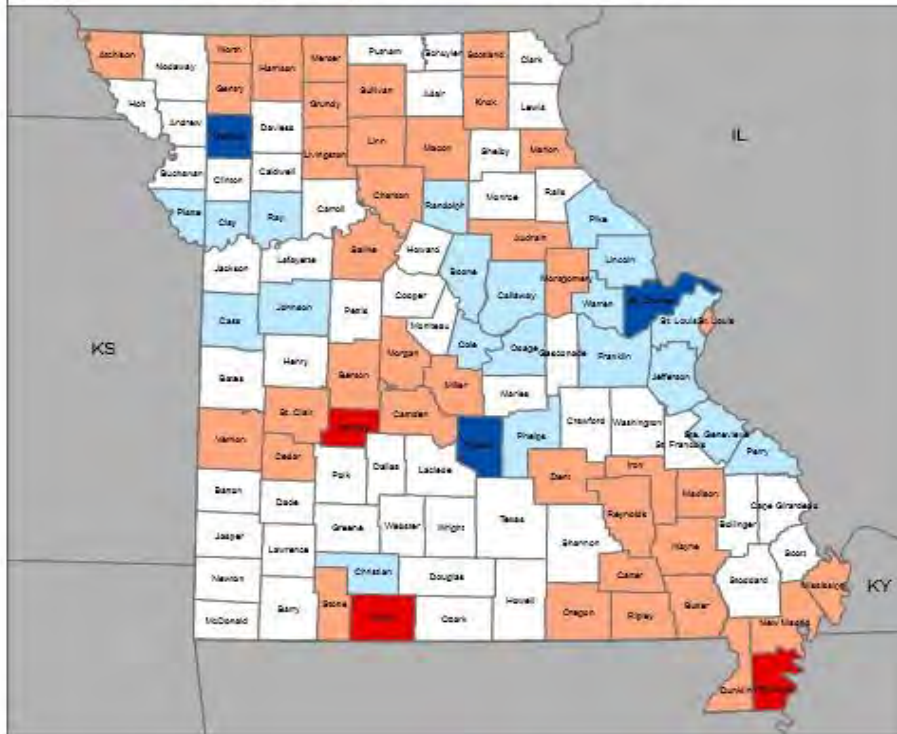 Putnam
Schuyler
Scotland
Clark
Atchison
Nodaway
Worth
Harrison
Mercer
Gentry
Sullivan
Adair
Knox
Lewis
Holt
Andrew
Daviess
Grundy
Linn
Macon
Shelby
Marion
Livingston
Buchanan
Clinton
Caldwell
Chariton
Carroll
Randolph
Monroe
Ralls
Platte
Clay
Ray
Pike
IL
Saline
Howard
Audrain
Boone
Lincoln
Jackson
Lafayette
Montgomery
Callaway
Warren
St. Charles
Cooper
Cass
Johnson
Pettis
Moniteau
St. Louis
St. Louis
KS
Cole
Osage
Gasconade
Franklin
Bates
Henry
Morgan
Jefferson
Benson
Miller
Maries
St. Clair
Camden
Crawford
Washington
St. Francois
Ste. Genevieve
Perry
Vernon
Phelps
Cedar
Polk
Dallas
Laclede
Dent
Iron
Madison
Barton
Dade
Reynolds
Bollinger
Cape Girardeau
Greene
Webster
Wright
Texas
Jasper
Lawrence
Shannon
Wayne
Scott
Newton
Christian
Douglas
Carter
Stoddard
Mississippi
KY
McDonald
Barry
Stone
Ozark
Howell
Oregon
Ripley
Butler
New Madrid
Dunklin